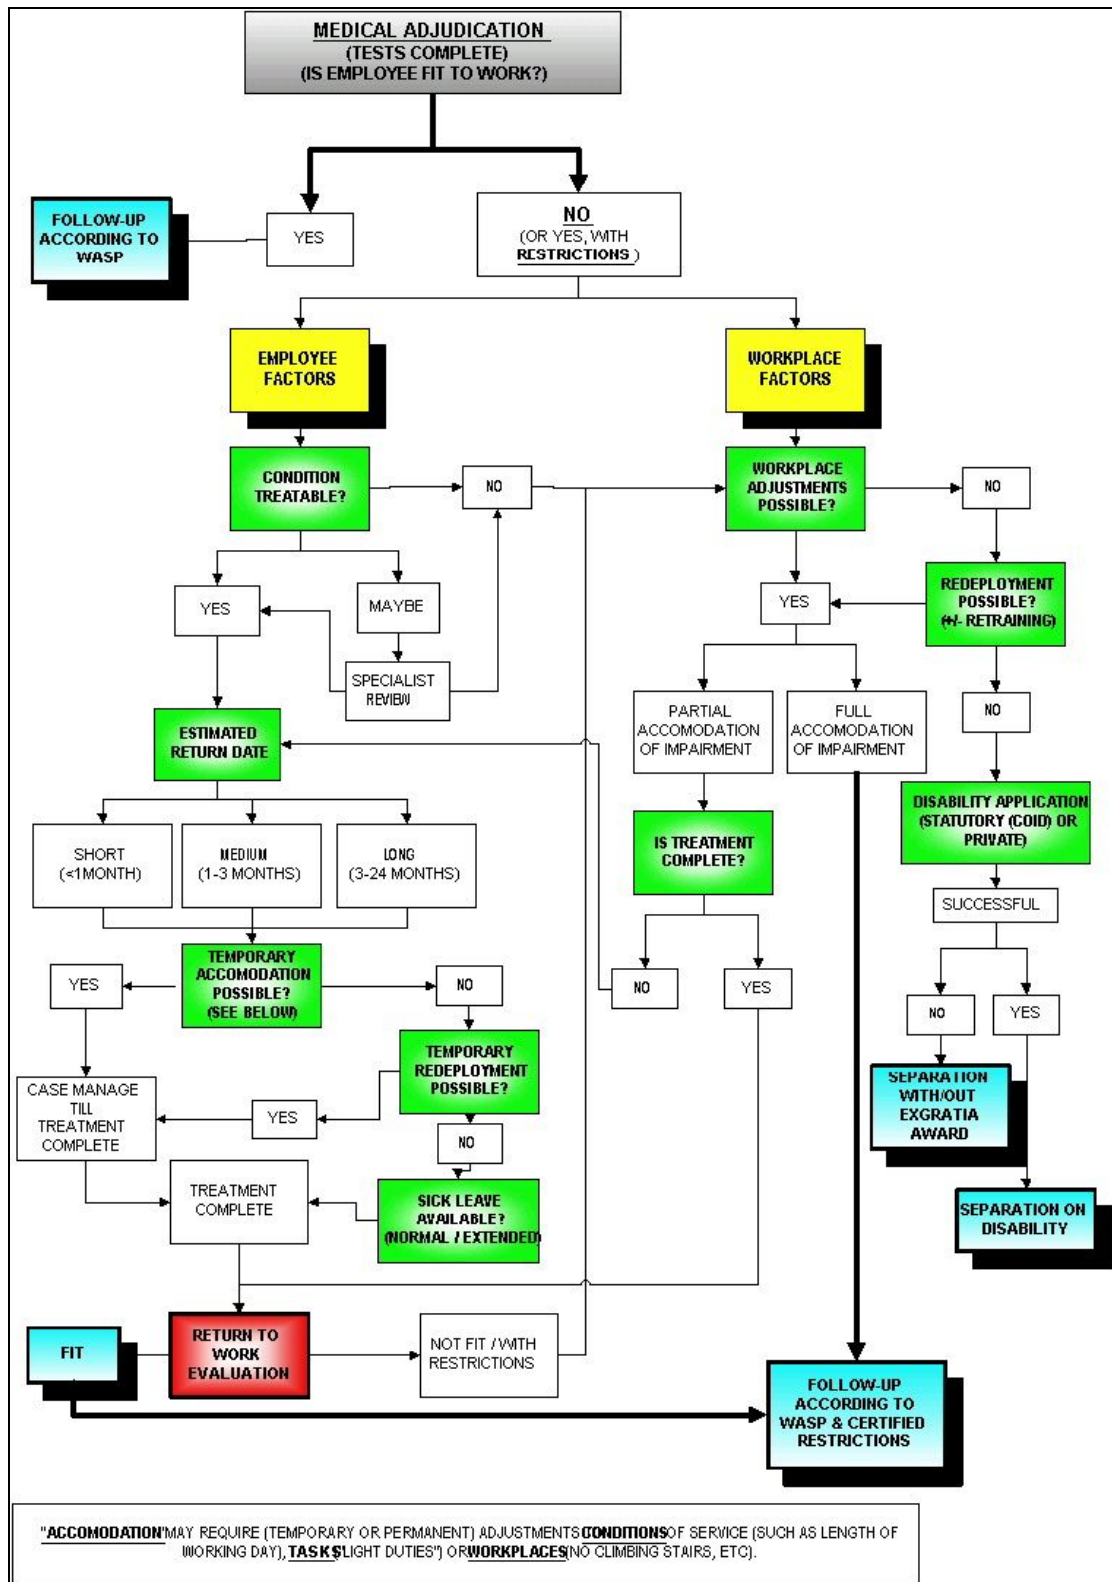 MEDICAL ADJUDICATION
(TESTS COMPLETE)
(IS EMPLOYEE FIT TO WORK?)
FOLLOW-UP
ACCORDING TO
WASP
YES
NO
(OR YES, WITH
RESTRICTIONS )
EMPLOYEE
FACTORS
WORKPLACE
FACTORS
CONDITION
TREATABLE?
NO
WORKPLACE
ADJUSTMENTS
POSSIBLE?
NO
YES
MAYBE
YES
REDEPLOYMENT
POSSIBLE?
(+/- RETRAINING)
SPECIALIST
REVIEW
PARTIAL
ACCOMODATION
OF IMPAIRMENT
FULL
ACCOMODATION
OF IMPAIRMENT
NO
ESTIMATED
RETURN DATE
DISABILITY APPLICATION
(STATUTORY (COID) OR
PRIVATE)
SHORT
(<1MONTH)
MEDIUM
(1-3 MONTHS)
LONG
(3-24 MONTHS)
IS TREATMENT
COMPLETE?
SUCCESSFUL
YES
TEMPORARY
ACCOMODATION
POSSIBLE?
(SEE BELOW)
NO
NO
YES
NO
YES
TEMPORARY
REDEPLOYMENT
POSSIBLE?
SEPARATION
WITH/OUT
EXGRATIA
AWARD
CASE MANAGE
TILL
TREATMENT
COMPLETE
YES
NO
TREATMENT
COMPLETE
SICK LEAVE
AVAILABLE?
(NORMAL / EXTENDED)
SEPARATION ON
DISABILITY
FIT
RETURN TO
WORK
EVALUATION
NOT FIT / WITH
RESTRICTIONS
FOLLOW-UP
ACCORDING TO
WASP & CERTIFIED
RESTRICTIONS
"ACCOMODATION"MAY REQUIRE (TEMPORARY OR PERMANENT) ADJUSTMENTS CONDITIONS OF SERVICE (SUCH AS LENGTH OF
WORKING DAY), TASKS "LIGHT DUTIES") OR WORKPLACES(NO CLIMBING STAIRS, ETC).